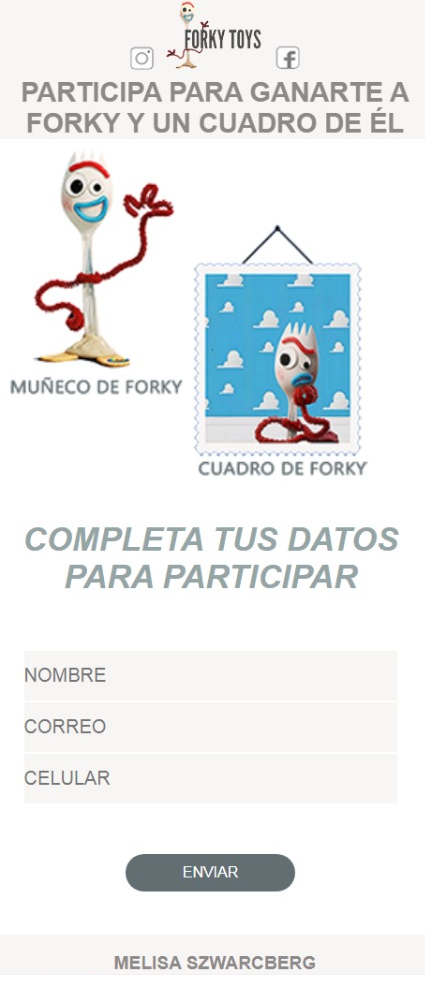 FORKY TOYS
PARTICIPA PARA GANARTE A
FORKY Y UN CUADRO DE ÉL
MUÑECO DE FORKY
CUADRO DE FORKY
COMPLETA TUS DATOS
PARA PARTICIPAR
NOMBRE
CORREO
CELULAR
ENVIAR
MELISA SZWARCBERG